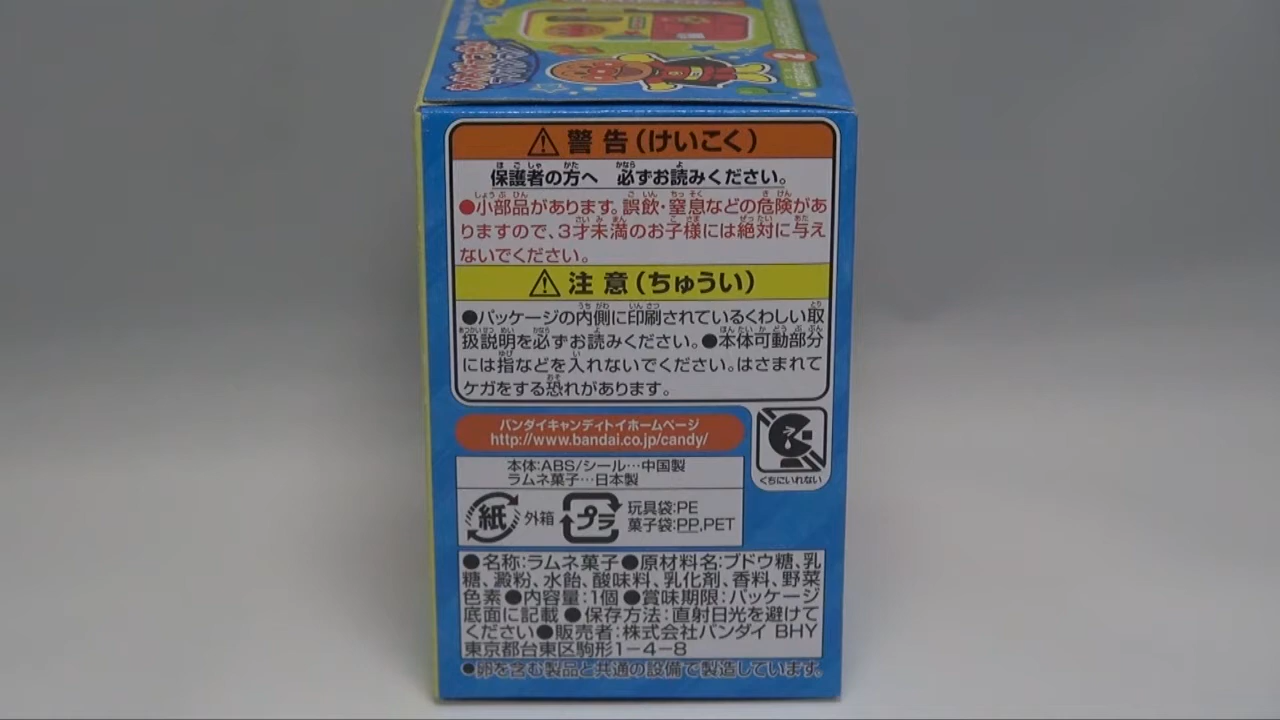 警告(けいこく)
保護者の方へ 必ずお読みください。
●小部品があります。誤飲・窒息などの危険があ
りますので、3才未満のお子様には絶対に与え
ないでください。
注意(ちゅうい)
●パッケージの内側に印刷されているくわしい取
扱説明を必ずお読みください。●本体可動部分
には指などを入れないでください。はさまれて
ケガをする恐れがあります。
バンダイキャンディトイホームページ
http://www.bandai.co.jp/candy/
くちにいれない
本体:ABS/シール…中国製
ラムネ菓子…日本製
紙 外箱 プラ 玩具袋:PE
菓子袋:PP,PET
●名称:ラムネ菓子●原材料名:ブドウ糖、乳
糖、澱粉、水飴、酸味料、乳化剤、香料、野菜
色素●内容量:1個●賞味期限:パッケージ
底面に記載●保存方法:直射日光を避けて
ください●販売者:株式会社バンダイ BHY
東京都台東区駒形1-4-8
●卵を含む製品と共通の設備で製造しています。